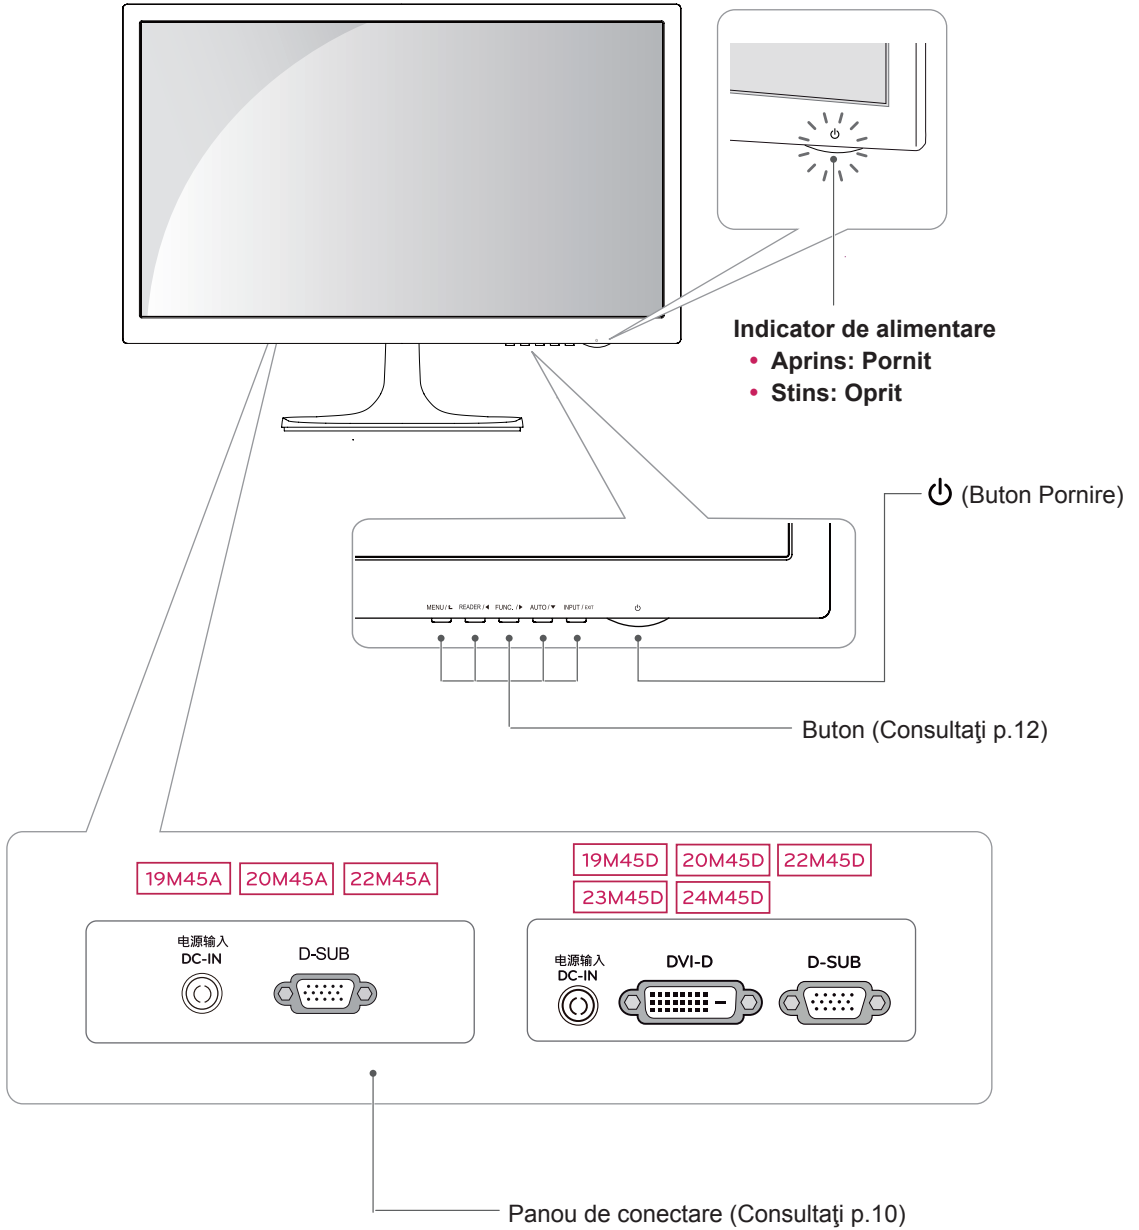 Indicator de alimentare
• Aprins: Pornit
• Stins: Oprit
(Buton Pornire)
MENU / READER / ◀ FUNC. / ▶ AUTO / ▼ INPUT / EXIT
Buton (Consultaţi p.12)
19M45A 20M45A 22M45A
电源输入
DC-IN
D-SUB
19M45D 20M45D 22M45D
23M45D 24M45D
电源输入
DC-IN
DVI-D
D-SUB
Panou de conectare (Consultaţi p.10)